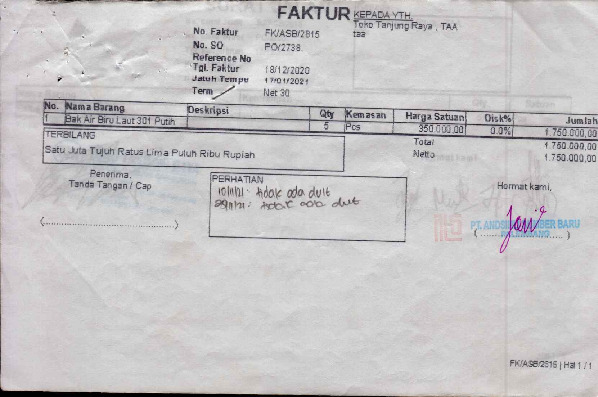 FAKTUR
KEPADA YTH.
Toko Tanjung Raya , TAA
taa
No. Faktur FK/ASB/2615
No. SO PO/2738
Reference No
Tgl. Faktur 18/12/2020
Jatuh Tempo 17/01/2021
Term Net 30
No. Nama Barang Deskripsi Qty Kemasan Harga Satuan Disk% Jumlah
1 Bak Air Biru Laut 301 Putih 5 Pcs 350.000,00 0.0% 1.750.000,00
TERBILANG
Satu Juta Tujuh Ratus Lima Puluh Ribu Rupiah
Total 1.750.000,00
Netto 1.750.000,00
Penerima,
Tanda Tangan / Cap
PERHATIAN
tidak ada duit
tidak ada duit
Hormat kami,
PT. BER BARU
FK/ASB/2615 | Hal 1 / 1